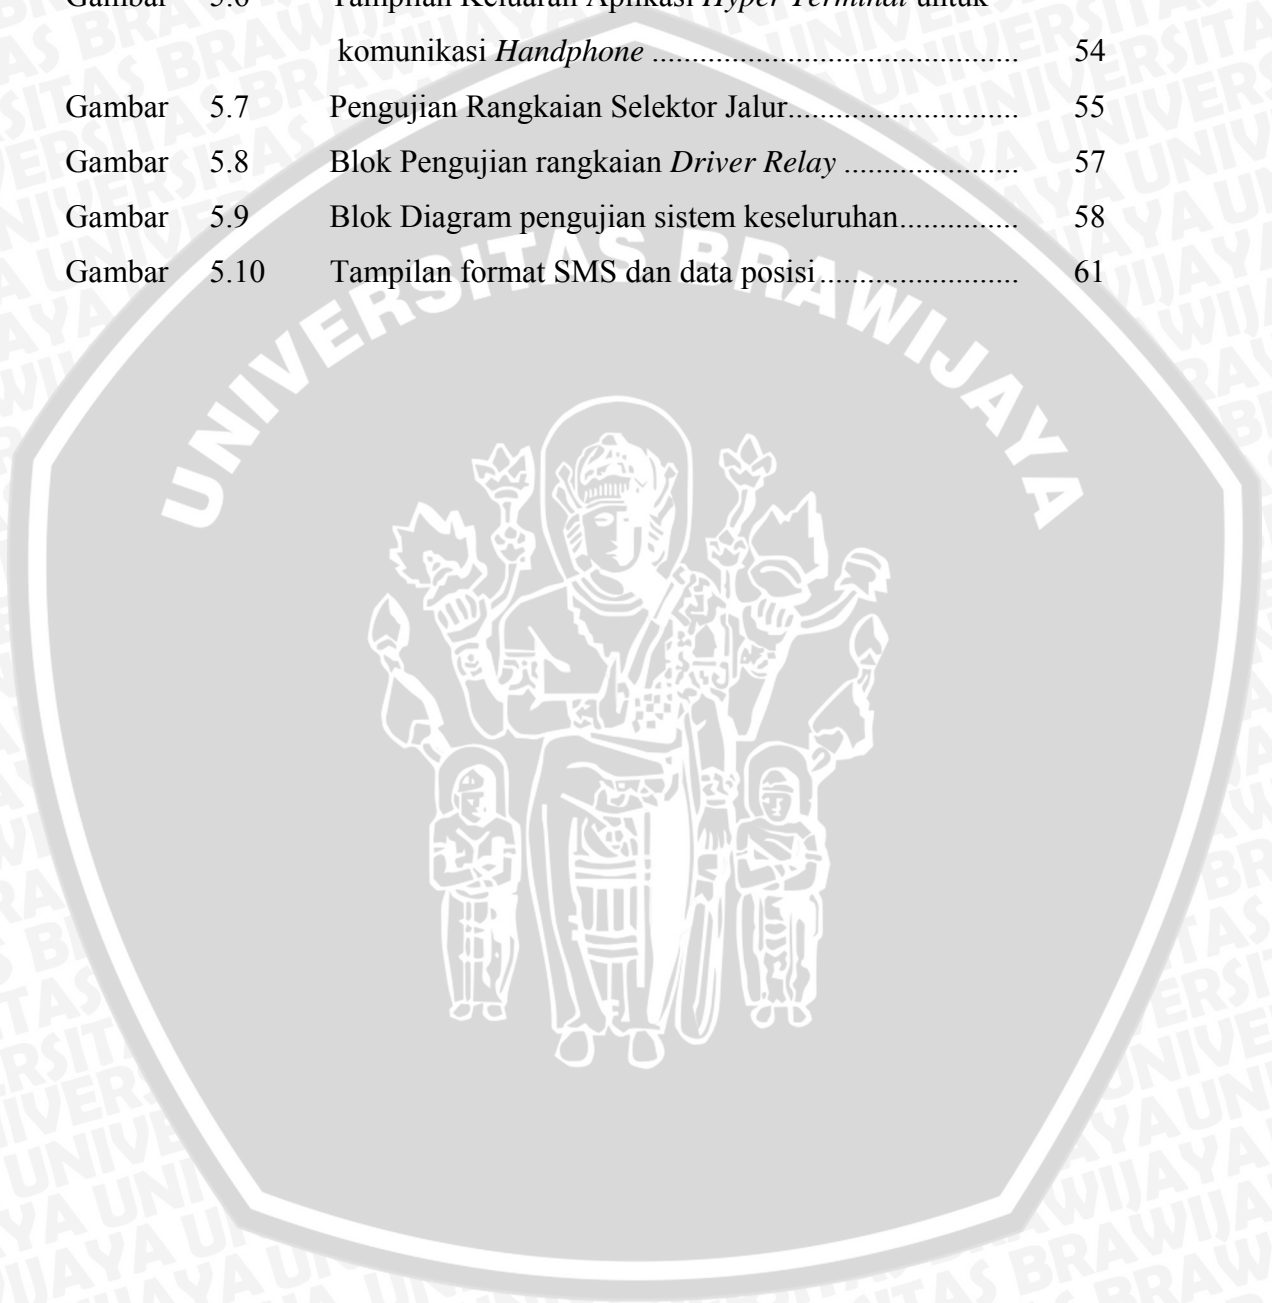 Gambar 5.6 Tampilan Keluaran Aplikasi Hyper Terminal untuk
komunikasi Handphone ............................................. 54
Gambar 5.7 Pengujian Rangkaian Selektor Jalur............................ 55
Gambar 5.8 Blok Pengujian rangkaian Driver Relay ..................... 57
Gambar 5.9 Blok Diagram pengujian sistem keseluruhan............... 58
Gambar 5.10 Tampilan format SMS dan data posisi........................ 61
UNIVERSITAS BRAWIJAYA